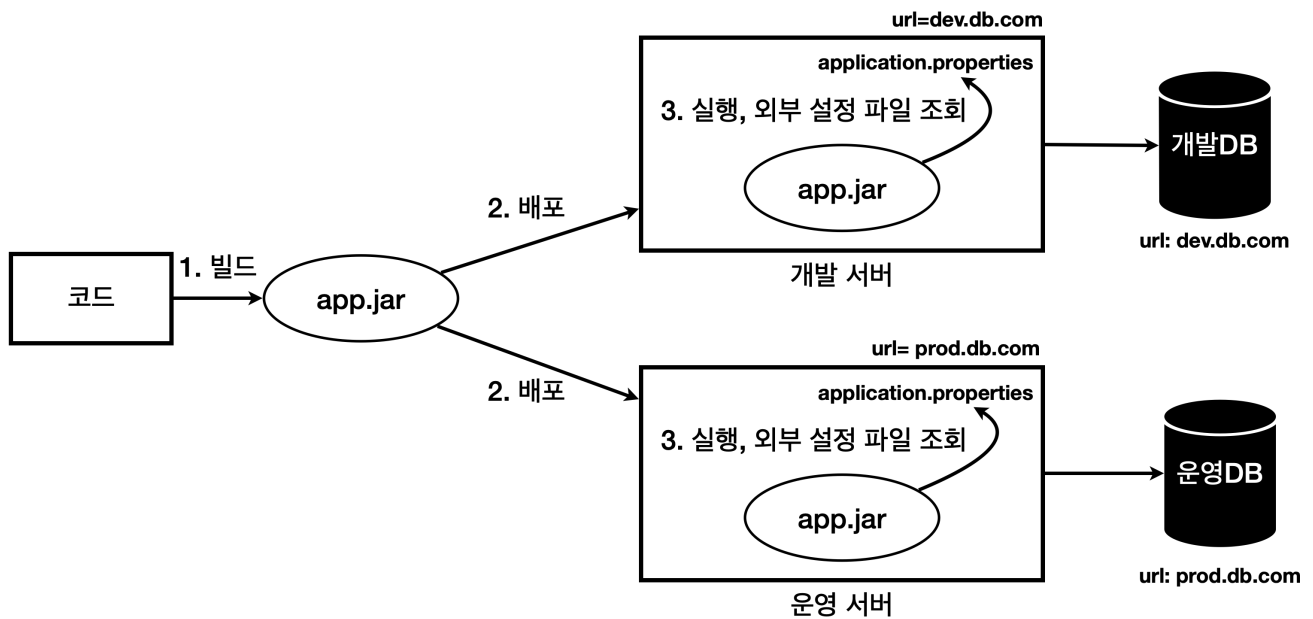 코드
1. 빌드
app.jar
2. 배포
2. 배포
url=dev.db.com
application.properties
3. 실행, 외부 설정 파일 조회
app.jar
개발 서버
개발DB
url: dev.db.com
url= prod.db.com
application.properties
3. 실행, 외부 설정 파일 조회
app.jar
운영 서버
운영DB
url: prod.db.com